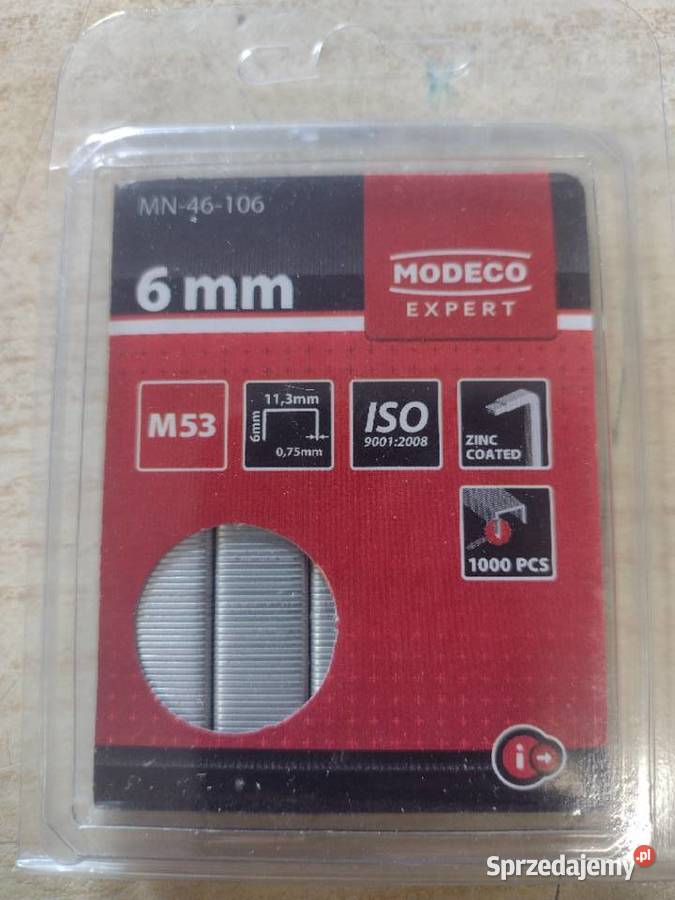 MN-46-106
6 mm
MODECO
EXPERT
M53
11,3mm
6mm
0,75mm
ISO
9001:2008
ZINC
COATED
1000 PCS
i
Sprzedajemy.pl